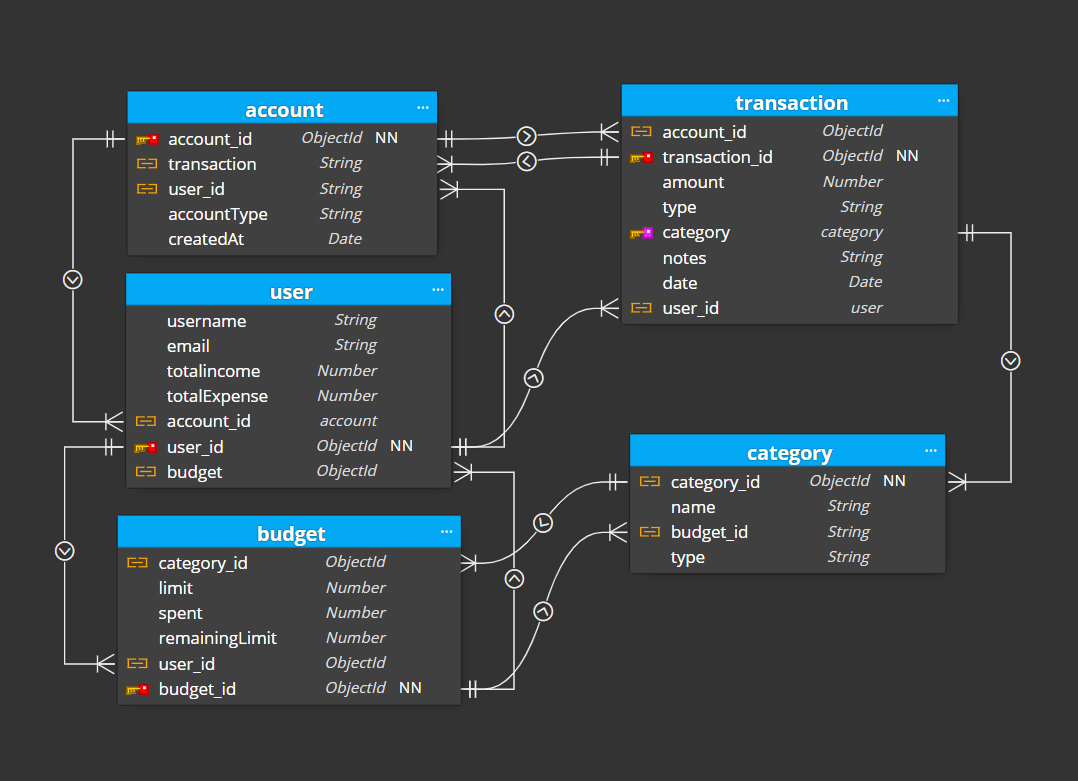 account ...
account_id ObjectId NN
transaction String
user_id String
accountType String
createdAt Date
transaction ...
account_id ObjectId
transaction_id ObjectId NN
amount Number
type String
category category
notes String
date Date
user_id user
user ...
username String
email String
totalincome Number
totalExpense Number
account_id account
user_id ObjectId NN
budget ObjectId
category ...
category_id ObjectId NN
name String
budget_id String
type String
budget ...
category_id ObjectId
limit Number
spent Number
remainingLimit Number
user_id ObjectId
budget_id ObjectId NN